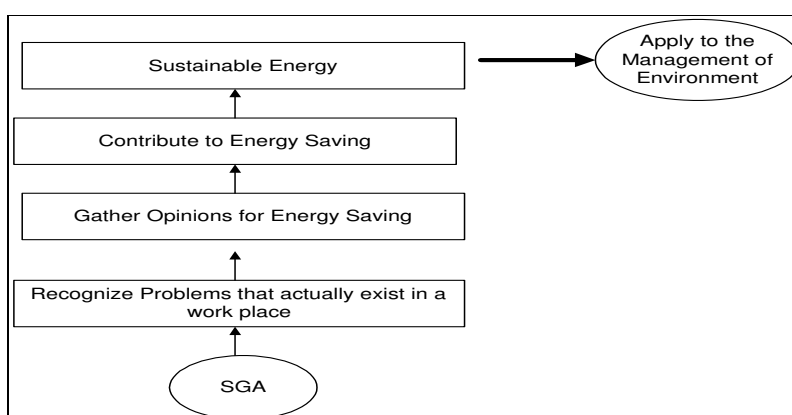 Apply to the
Management of
Environment
Sustainable Energy
Contribute to Energy Saving
Gather Opinions for Energy Saving
Recognize Problems that actually exist in a
work place
SGA